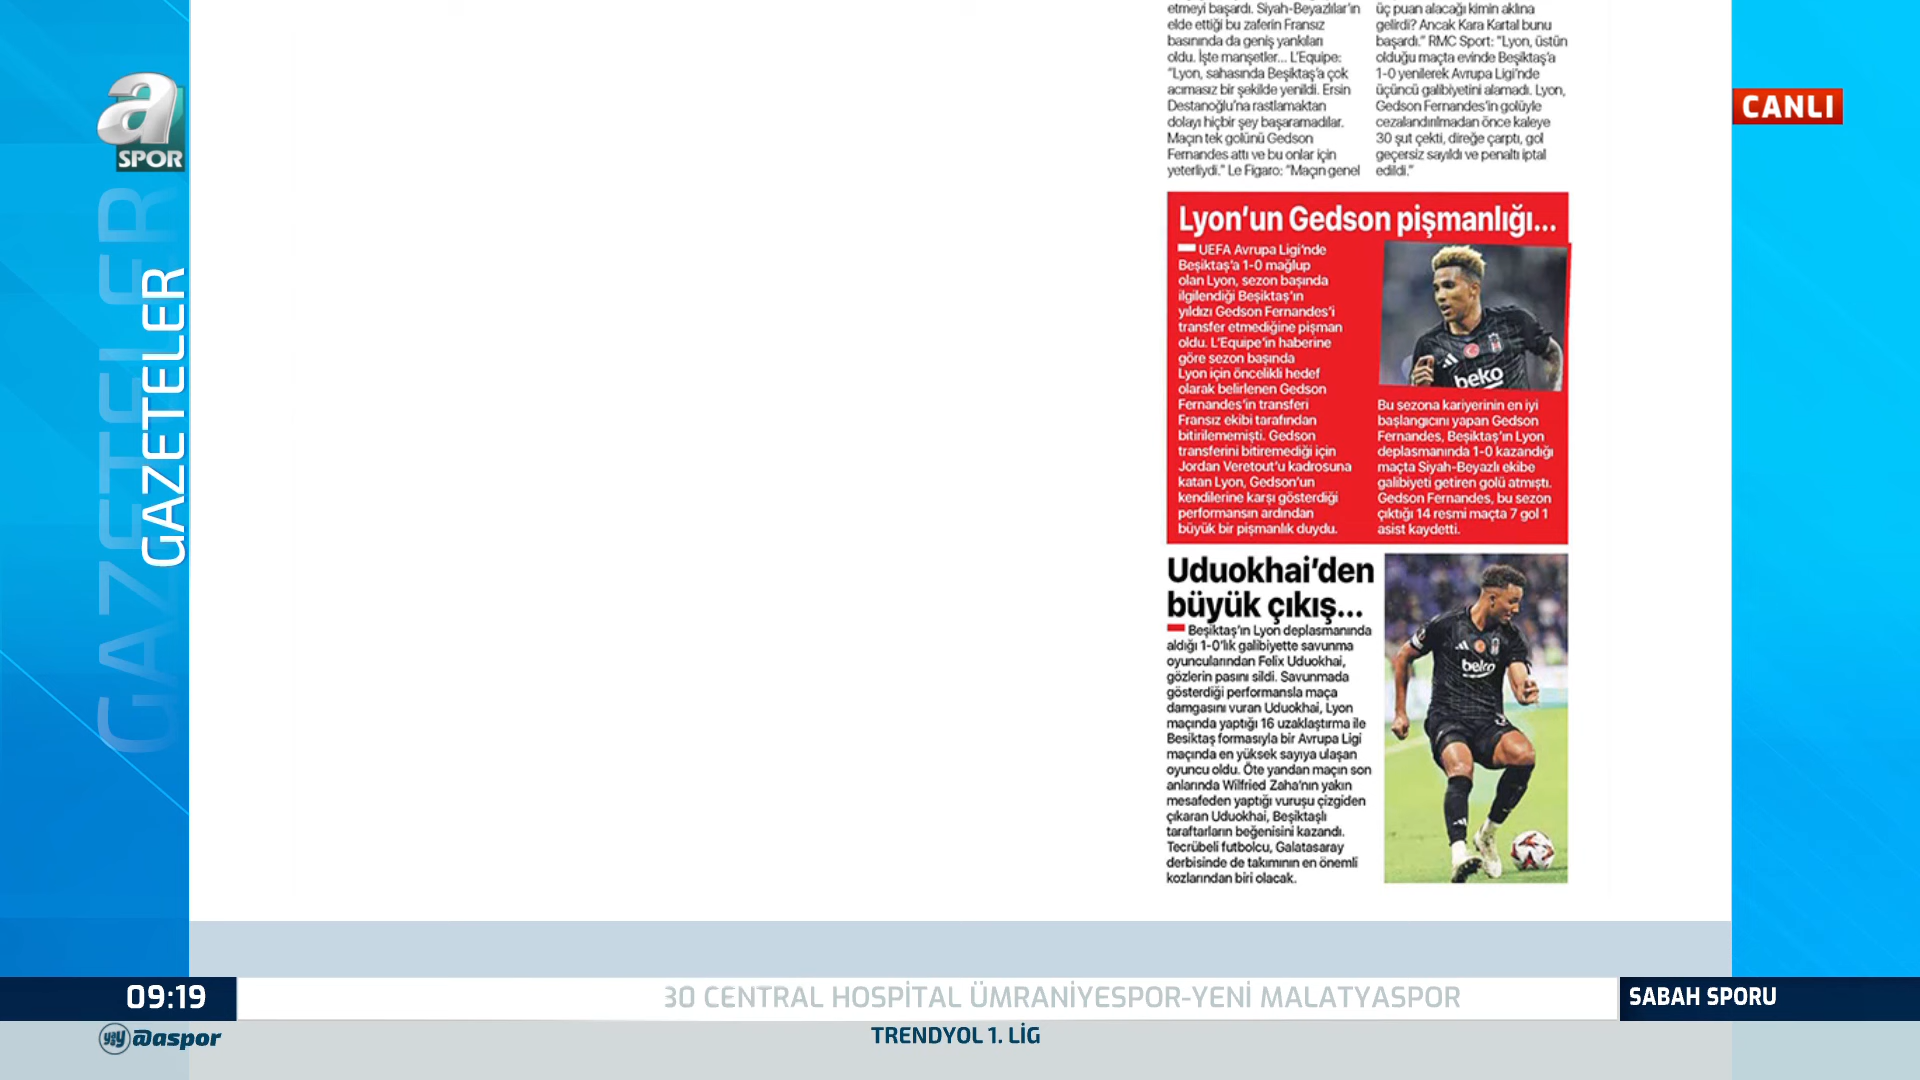 a
SPOR
GAZETELER
GAZETELER
CANLI
etmeyi başardı. Siyah-Beyazlılar'ın
elde ettiği bu zaferin Fransız
basınında da geniş yankıları
oldu. İşte manşetler... L'Equipe:
"Lyon, sahasında Beşiktaş'a çok
acımasız bir şekilde yenildi. Ersin
Destanoğlu'na rastlamaktan
dolayı hiçbir şey başaramadılar.
Maçın tek golünü Gedson
Fernandes attı ve bu onlar için
yeterliydi." Le Figaro: "Maçın genel
üç puan alacağı kimin aklına
gelirdi? Ancak Kara Kartal bunu
başardı." RMC Sport: "Lyon, üstün
olduğu maçta evinde Beşiktaş'a
1-0 yenilerek Avrupa Ligi'nde
üçüncü galibiyetini alamadı. Lyon,
Gedson Fernandes'in golüyle
cezalandırılmadan önce kaleye
30 şut çekti, direğe çarptı, gol
geçersiz sayıldı ve penaltı iptal
edildi."
Lyon'un Gedson pişmanlığı...
UEFA Avrupa Ligi'nde
Beşiktaş'a 1-0 mağlup
olan Lyon, sezon başında
ilgilendiği Beşiktaş'ın
yıldızı Gedson Fernandes'i
transfer etmediğine pişman
oldu. L'Equipe'in haberine
göre sezon başında
Lyon için öncelikli hedef
olarak belirlenen Gedson
Fernandes'in transferi
Fransız ekibi tarafından
bitirilememişti. Gedson
transferini bitiremediği için
Jordan Veretout'u kadrosuna
katan Lyon, Gedson'un
kendilerine karşı gösterdiği
performansın ardından
büyük bir pişmanlık duydu.
beko
Bu sezona kariyerinin en iyi
başlangıcını yapan Gedson
Fernandes, Beşiktaş'ın Lyon
deplasmanında 1-0 kazandığı
maçta Siyah-Beyazlı ekibe
galibiyeti getiren golü atmıştı.
Gedson Fernandes, bu sezon
çıktığı 14 resmi maçta 7 gol 1
asist kaydetti.
Uduokhai'den
büyük çıkış...
Beşiktaş'ın Lyon deplasmanında
aldığı 1-0'lık galibiyette savunma
oyuncularından Felix Uduokhai,
gözlerin pasını sildi. Savunmada
gösterdiği performansla maça
damgasını vuran Uduokhai, Lyon
maçında yaptığı 16 uzaklaştırma ile
Beşiktaş formasıyla bir Avrupa Ligi
maçında en yüksek sayıya ulaşan
oyuncu oldu. Öte yandan maçın son
anlarında Wilfried Zaha'nın yakın
mesafeden yaptığı vuruşu çizgiden
çıkaran Uduokhai, Beşiktaşlı
taraftarların beğenisini kazandı.
Tecrübeli futbolcu, Galatasaray
derbisinde de takımının en önemli
kozlarından biri olacak.
beko
09:19
30 CENTRAL HOSPİTAL ÜMRANİYESPOR-YENİ MALATYASPOR
SABAH SPORU
@aspor
TRENDYOL 1. LİG